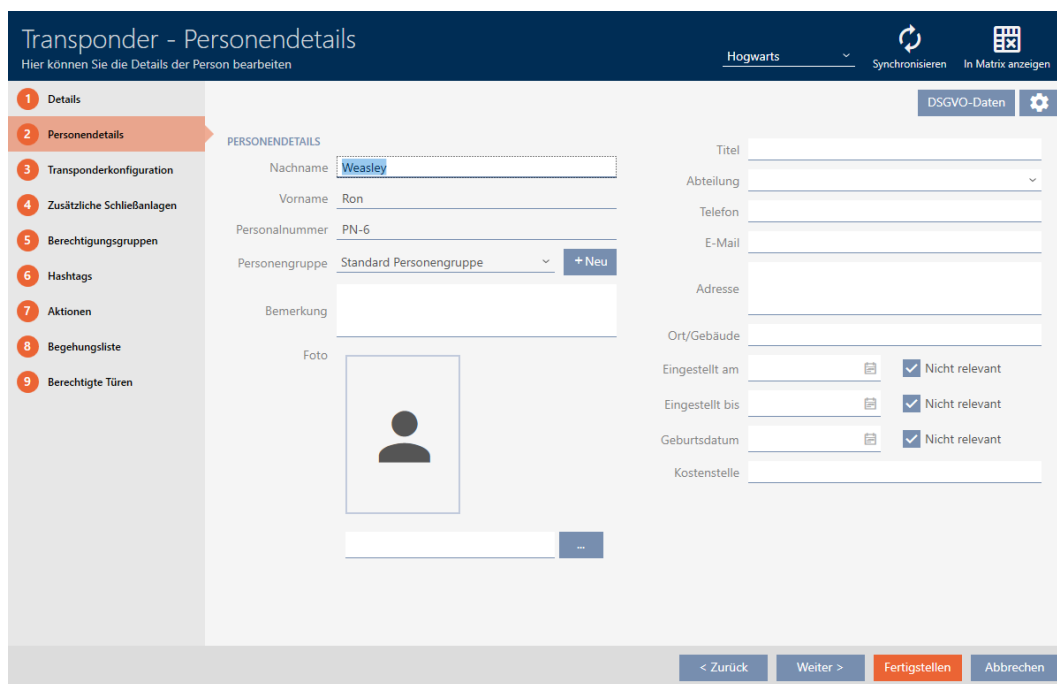 Transponder - Personendetails
Hier können Sie die Details der Person bearbeiten
Hogwarts
Synchronisieren
In Matrix anzeigen
1 Details
2 Personendetails
3 Transponderkonfiguration
4 Zusätzliche Schließanlagen
5 Berechtigungsgruppen
6 Hashtags
7 Aktionen
8 Begehungsliste
9 Berechtigte Türen
DSGVO-Daten
PERSONENDETAILS
Nachname Weasley
Vorname Ron
Personalnummer PN-6
Personengruppe Standard Personengruppe + Neu
Bemerkung
Foto
...
Titel
Abteilung
Telefon
E-Mail
Adresse
Ort/Gebäude
Eingestellt am Nicht relevant
Eingestellt bis Nicht relevant
Geburtsdatum Nicht relevant
Kostenstelle
< Zurück
Weiter >
Fertigstellen
Abbrechen